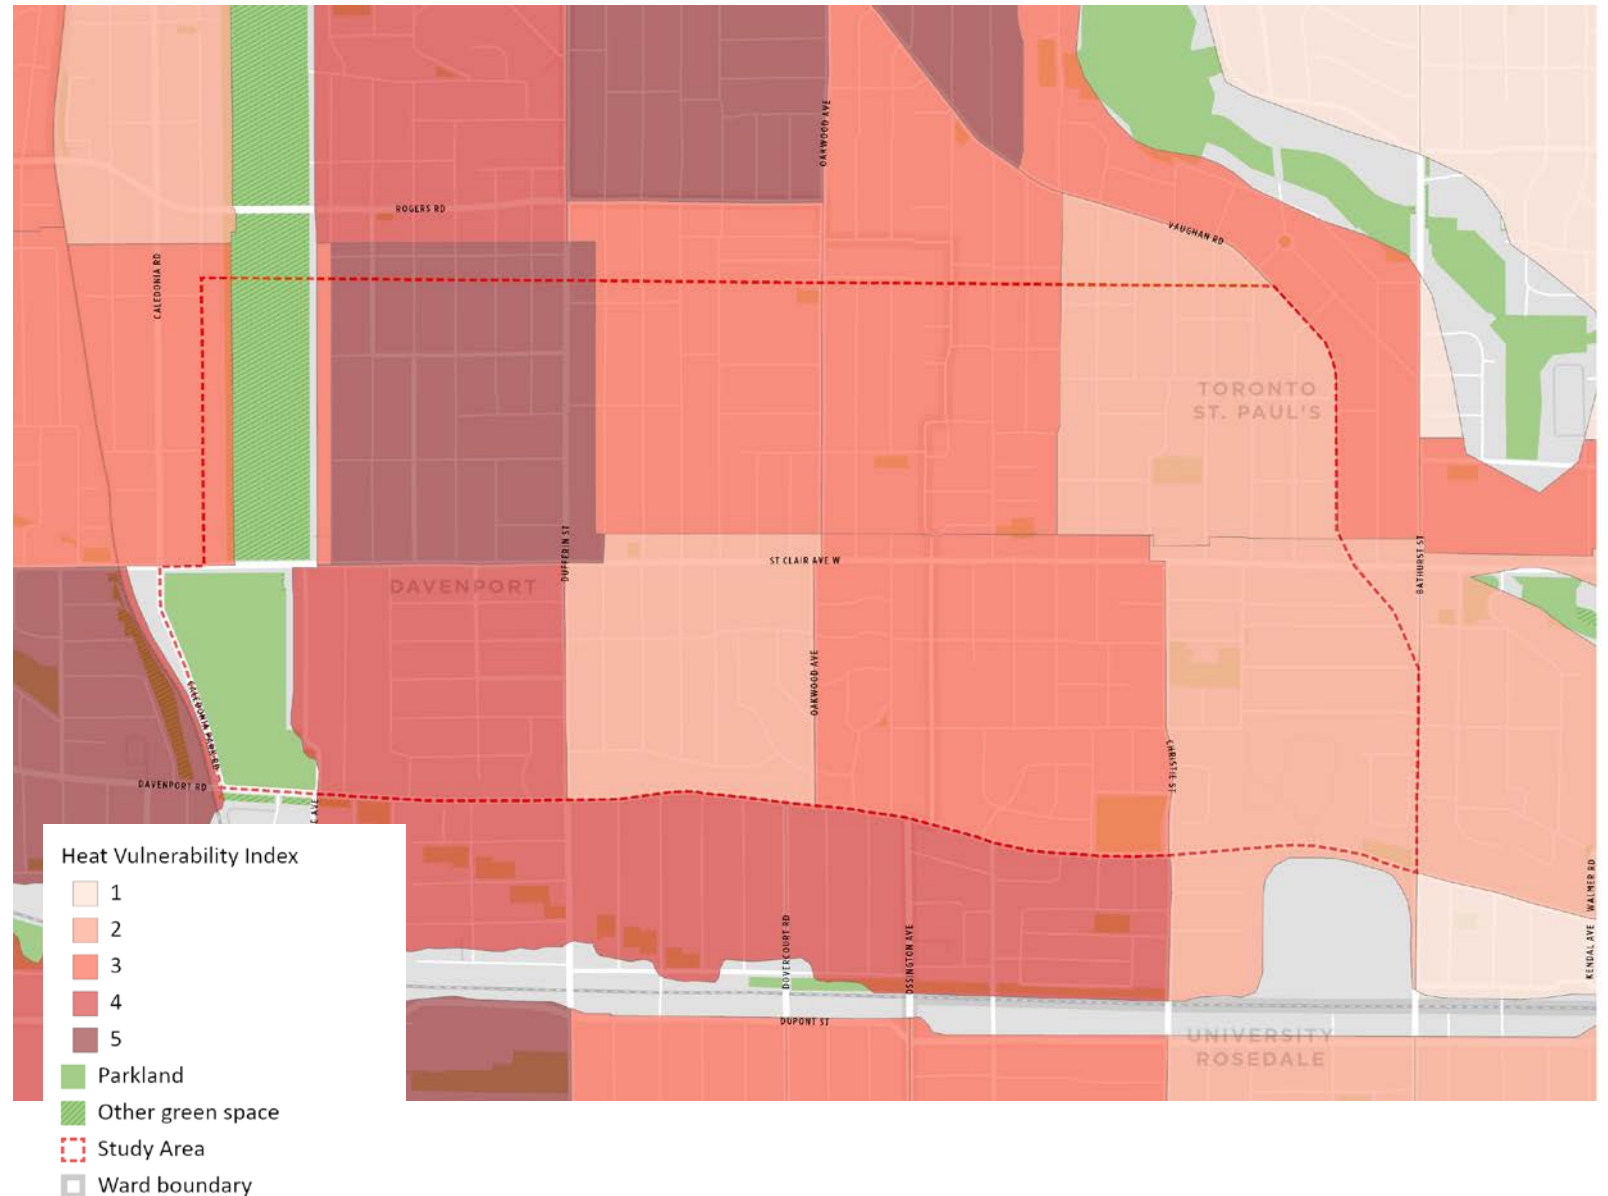 OAKWOOD AVE
ROGERS RD
VAUGHAN RD
CALEDONIA RD
TORONTO
ST. PAUL'S
DUFFERIN ST
ST CLAIR AVE W
BATHURST ST
DAVENPORT
OAKWOOD AVE
CALEDONIA PARK RD
CHRISTIE ST
DAVENPORT RD
C AVE
DOVERCOURT RD
OSSINGTON AVE
WALMER RD
KENDAL AVE
DUPONT ST
UNIVERSITY
ROSEDALE
Heat Vulnerability Index
1
2
3
4
5
Parkland
Other green space
Study Area
Ward boundary